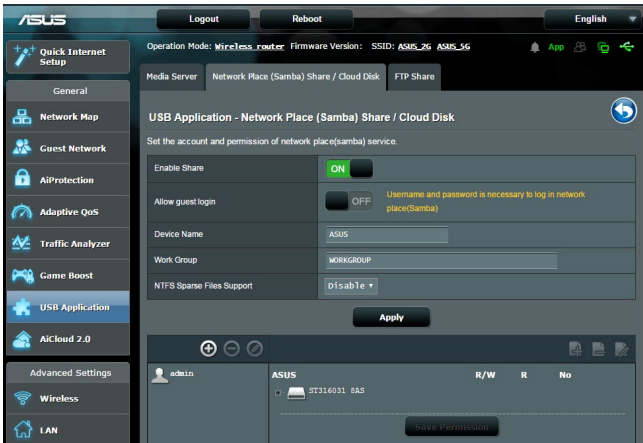 ASUS
Logout
Reboot
English
Quick Internet
Setup
Operation Mode: Wireless router Firmware Version: SSID: ASUS_2G ASUS_5G
App
Media Server
Network Place (Samba) Share / Cloud Disk
FTP Share
General
Network Map
Guest Network
AiProtection
Adaptive QoS
Traffic Analyzer
Game Boost
USB Application
AiCloud 2.0
Advanced Settings
Wireless
LAN
USB Application - Network Place (Samba) Share / Cloud Disk
Set the account and permission of network place(samba) service.
Enable Share
ON
Allow guest login
OFF
Username and password is necessary to log in network
place(Samba)
Device Name
ASUS
Work Group
WORKGROUP
NTFS Sparse Files Support
Disable
Apply
admin
ASUS
R/W
R
No
ST316031 8AS
Save Permission